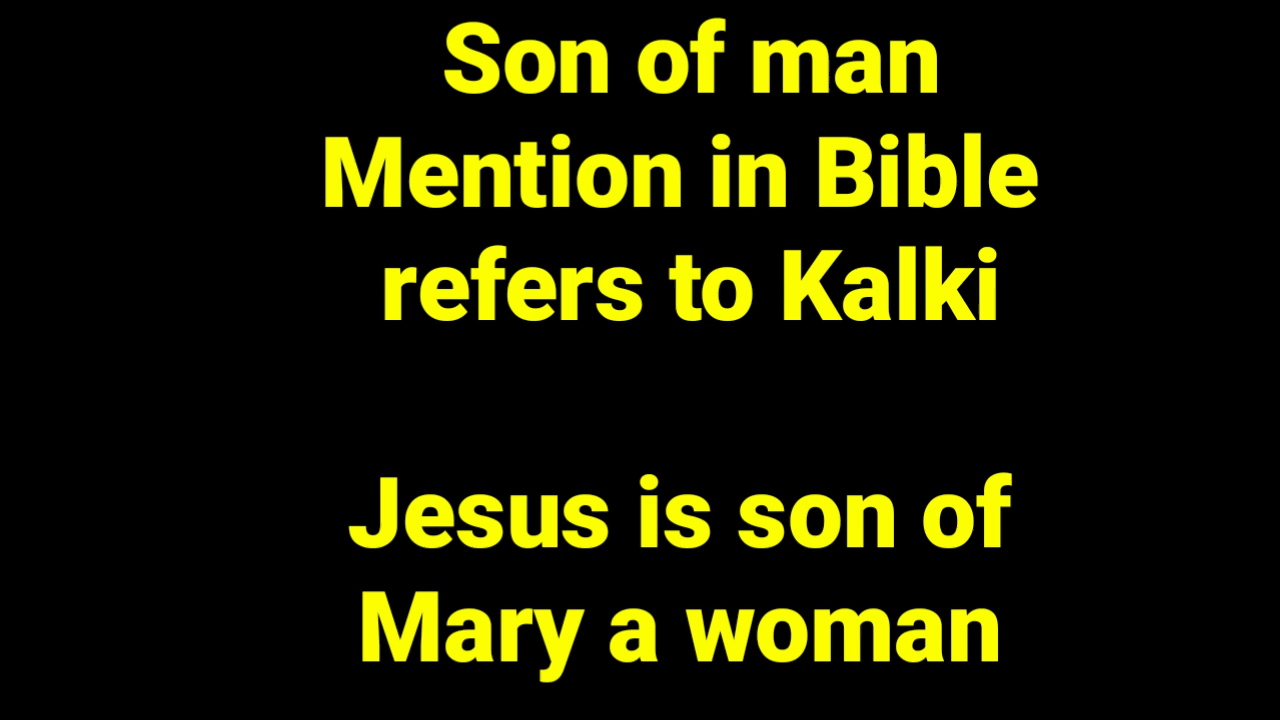 Son of man
Mention in Bible
refers to Kalki
Jesus is son of
Mary a woman